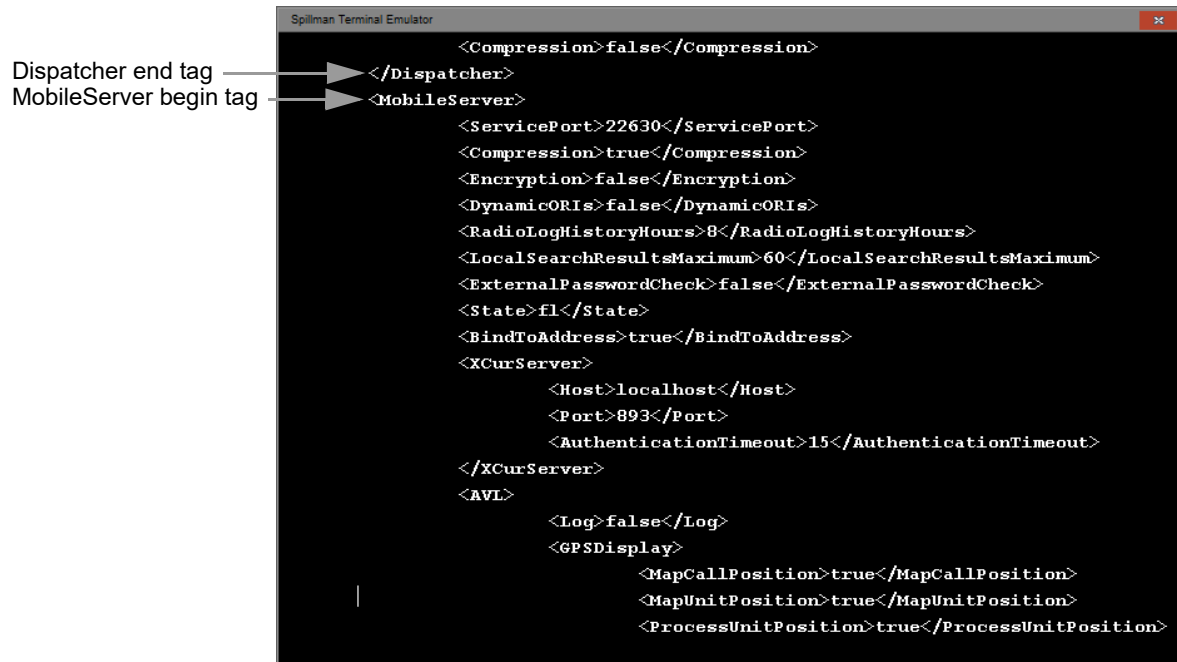 Spillman Terminal Emulator
<Compression>false</Compression>
Dispatcher end tag
</Dispatcher>
MobileServer begin tag
<MobileServer>
<ServicePort>22630</ServicePort>
<Compression>true</Compression>
<Encryption>false</Encryption>
<DynamicORIs>false</DynamicORIs>
<RadioLogHistoryHours>8</RadioLogHistoryHours>
<LocalSearchResultsMaximum>60</LocalSearchResultsMaximum>
<ExternalPasswordCheck>false</ExternalPasswordCheck>
<State>fl</State>
<BindToAddress>true</BindToAddress>
<XCurServer>
<Host>localhost</Host>
<Port>893</Port>
<AuthenticationTimeout>15</AuthenticationTimeout>
</XCurServer>
<AVL>
<Log>false</Log>
<GPSDisplay>
<MapCallPosition>true</MapCallPosition>
<MapUnitPosition>true</MapUnitPosition>
<ProcessUnitPosition>true</ProcessUnitPosition>